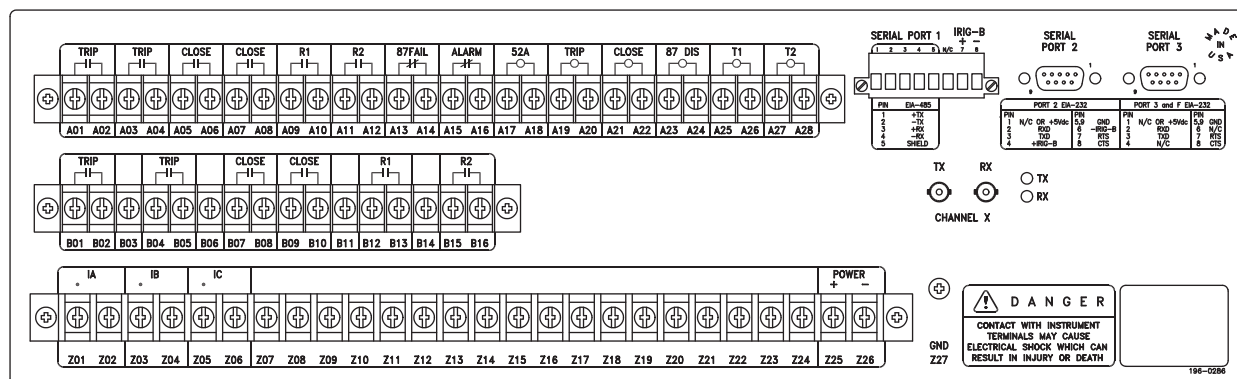 TRIP TRIP CLOSE CLOSE R1 R2 87FAIL ALARM 52A TRIP CLOSE 87 DIS T1 T2
A01 A02 A03 A04 A05 A06 A07 A08 A09 A10 A11 A12 A13 A14 A15 A16 A17 A18 A19 A20 A21 A22 A23 A24 A25 A26 A27 A28
SERIAL PORT 1 IRIG-B
+ -
1 2 3 4 5 N/C 7 8
PIN EIA-485
1 +TX
2 -TX
3 +RX
4 -RX
5 SHIELD
SERIAL
PORT 2
1
9
SERIAL
PORT 3
1
9
MADE
IN
USA
PORT 2 EIA-232
PIN PIN
1 N/C OR +5Vdc 5,9 GND
2 RXD 6 -IRIG-B
3 TXD 7 RTS
4 +IRIG-B 8 CTS
PORT 3 and F EIA-232
PIN PIN
1 N/C OR +5Vdc 5,9 GND
2 RXD 6 N/C
3 TXD 7 RTS
4 N/C 8 CTS
TRIP TRIP CLOSE CLOSE R1 R2
B01 B02 B03 B04 B05 B06 B07 B08 B09 B10 B11 B12 B13 B14 B15 B16
TX RX
CHANNEL X
TX
RX
IA IB IC POWER
+ -
Z01 Z02 Z03 Z04 Z05 Z06 Z07 Z08 Z09 Z10 Z11 Z12 Z13 Z14 Z15 Z16 Z17 Z18 Z19 Z20 Z21 Z22 Z23 Z24 Z25 Z26
GND
Z27
DANGER
CONTACT WITH INSTRUMENT
TERMINALS MAY CAUSE
ELECTRICAL SHOCK WHICH CAN
RESULT IN INJURY OR DEATH
196-0286